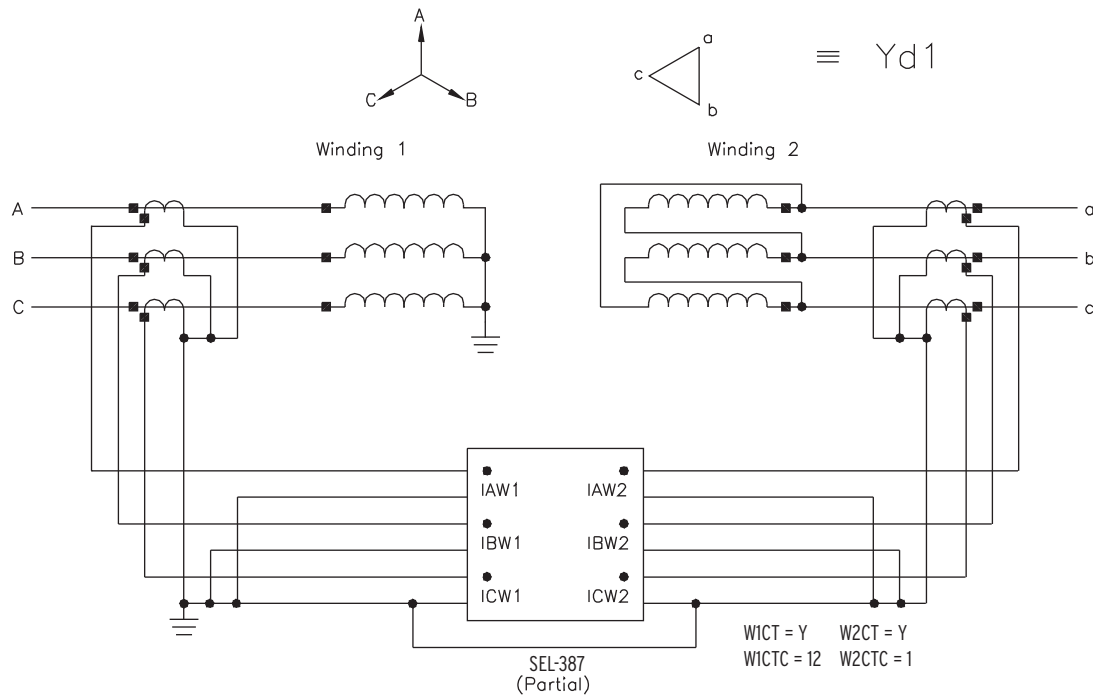 A
C
B
a
c
b
≡ Yd1
Winding 1
Winding 2
A
B
C
a
b
c
IAW1
IBW1
ICW1
IAW2
IBW2
ICW2
W1CT = Y W2CT = Y
W1CTC = 12 W2CTC = 1
SEL-387
(Partial)